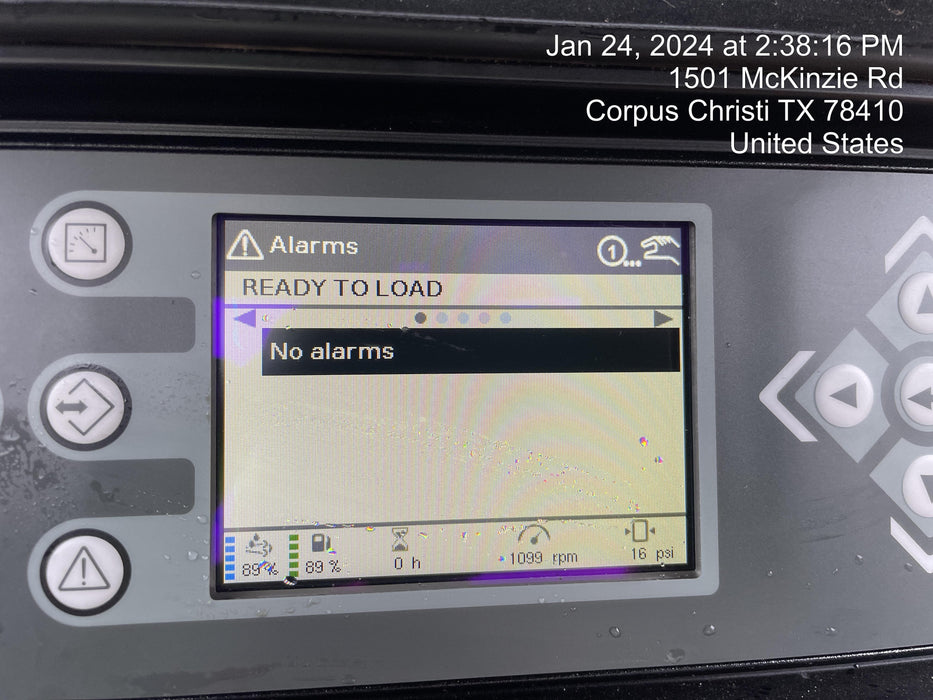 Jan 24, 2024 at 2:38:16 PM
1501 McKinzie Rd
Corpus Christi TX 78410
United States
Alarms
1...
READY TO LOAD
No alarms
89 % 89 % 0 h 1099 rpm 16 psi